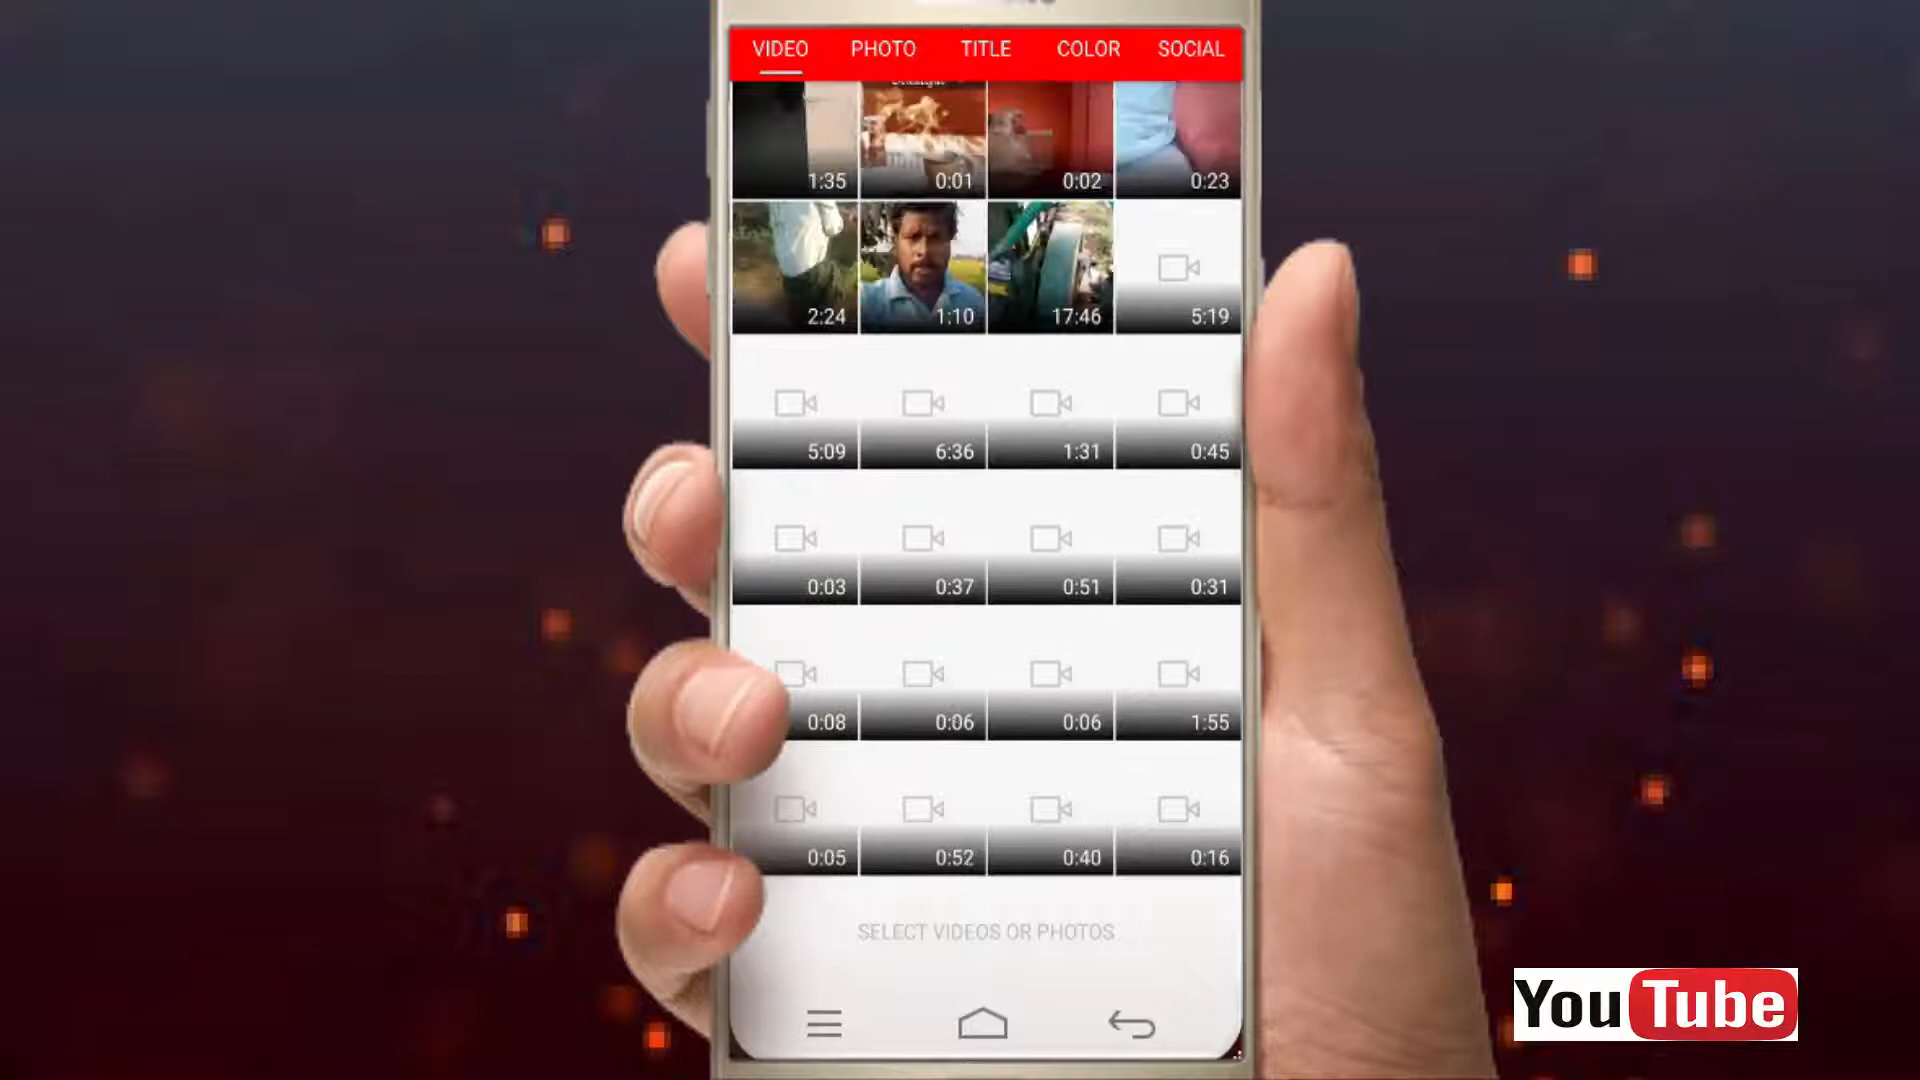 VIDEO PHOTO TITLE COLOR SOCIAL
1:35 0:01 0:02 0:23
2:24 1:10 17:46 5:19
5:09 6:36 1:31 0:45
0:03 0:37 0:51 0:31
0:08 0:06 0:06 1:55
0:05 0:52 0:40 0:16
SELECT VIDEOS OR PHOTOS
YouTube